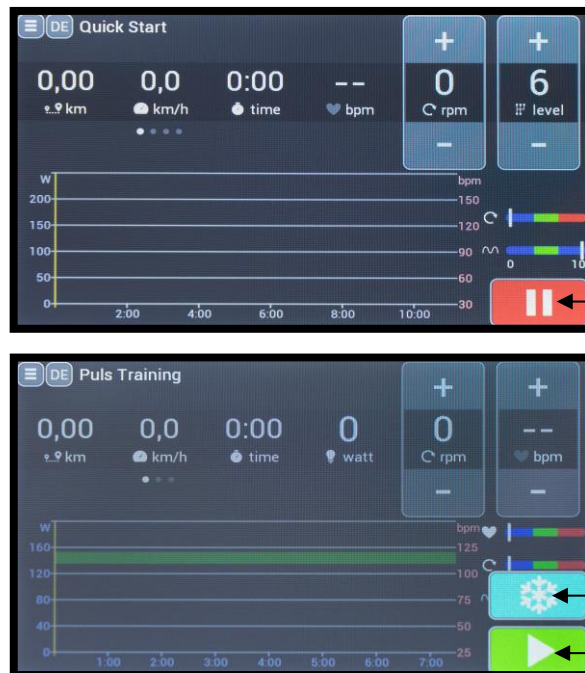 DE Quick Start
+ +
0,00 0,0 0:00 -- 0 6
km km/h time bpm rpm level
- -
W bpm
200 150
150 120
100 90
0 10
50 60
0 30
2:00 4:00 6:00 8:00 10:00
DE Puls Training
+ +
0,00 0,0 0:00 0 0 --
km km/h time watt rpm bpm
- -
W bpm
160 125
120 100
80 75
40 50
0 25
1:00 2:00 3:00 4:00 5:00 6:00 7:00